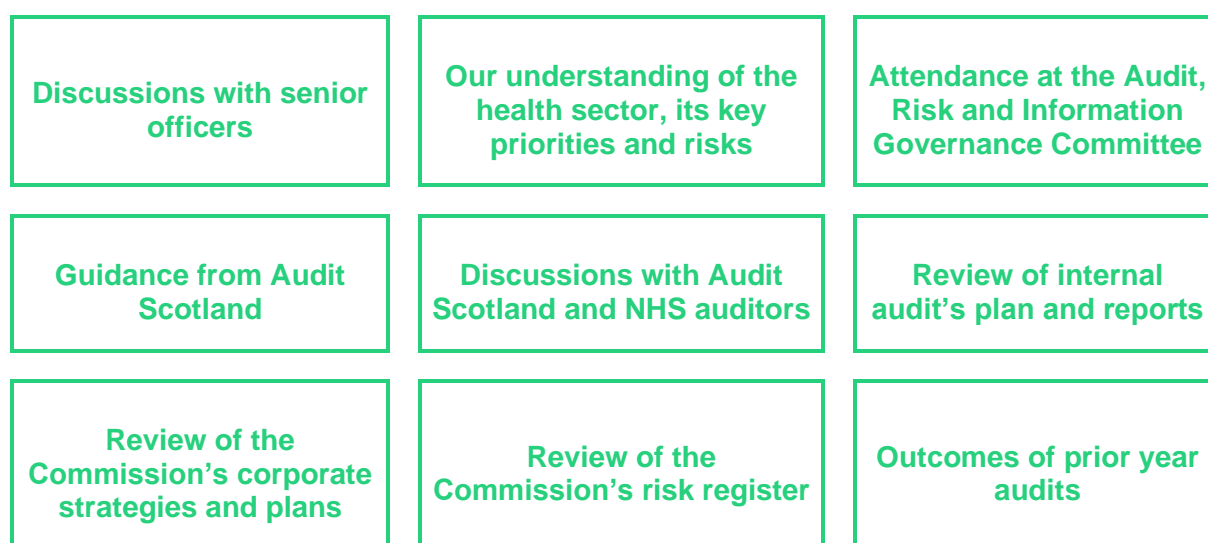 Discussions with senior
officers
Our understanding of the
health sector, its key
priorities and risks
Attendance at the Audit,
Risk and Information
Governance Committee
Guidance from Audit
Scotland
Discussions with Audit
Scotland and NHS auditors
Review of internal
audit’s plan and reports
Review of the
Commission’s corporate
strategies and plans
Review of the
Commission’s risk register
Outcomes of prior year
audits